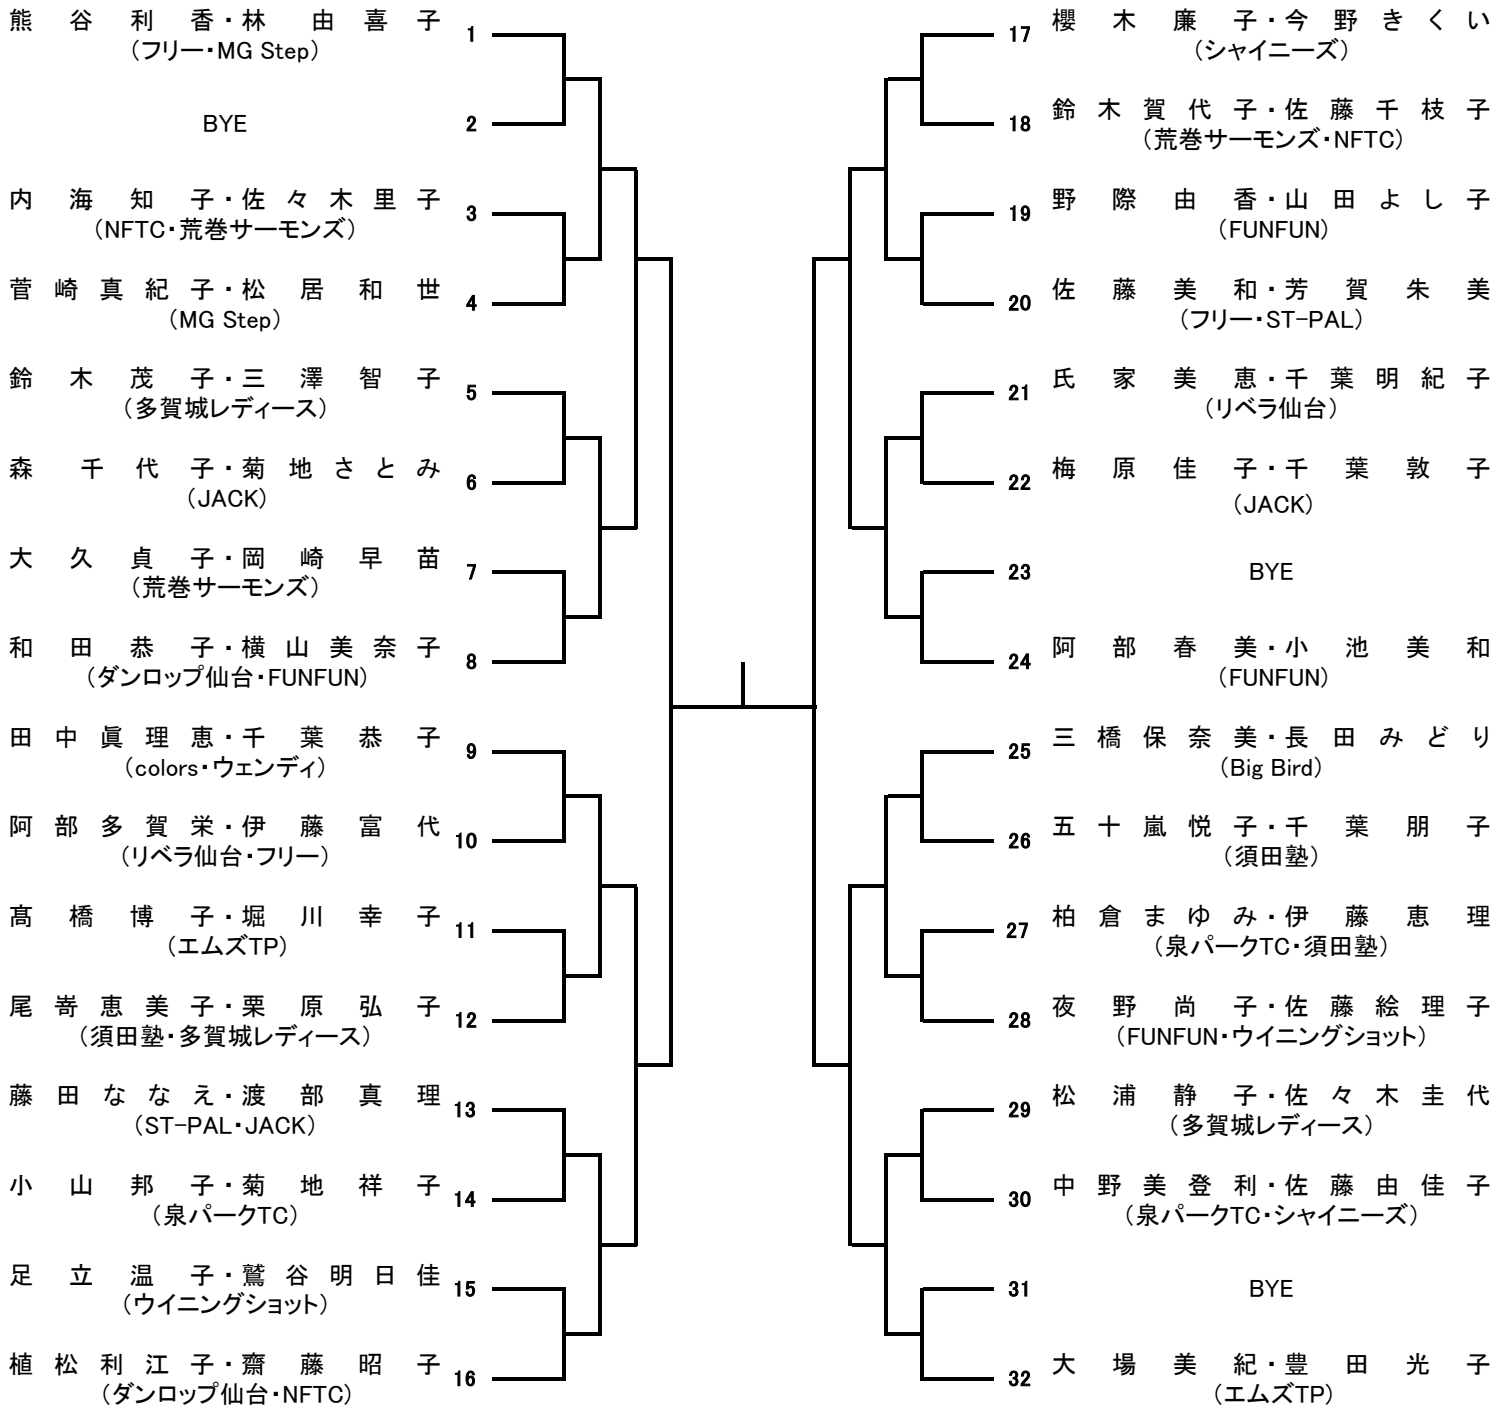 熊谷利香・林由喜子
1
(フリー・MG Step)
BYE
2
内海知子・佐々木里子
3
(NFTC・荒巻サーモンズ)
菅崎真紀子・松居和世
4
(MG Step)
鈴木茂子・三澤智子
5
(多賀城レディース)
森千代子・菊地さとみ
6
(JACK)
大久貞子・岡崎早苗
7
(荒巻サーモンズ)
和田恭子・横山美奈子
8
(ダンロップ仙台・FUNFUN)
田中眞理恵・千葉恭子
9
(colors・ウェンディ)
阿部多賀栄・伊藤富代
10
(リベラ仙台・フリー)
髙橋博子・堀川幸子
11
(エムズTP)
尾嵜恵美子・栗原弘子
12
(須田塾・多賀城レディース)
藤田ななえ・渡部真理
13
(ST-PAL・JACK)
小山邦子・菊地祥子
14
(泉パークTC)
足立温子・鷲谷明日佳
15
(ウイニングショット)
植松利江子・齋藤昭子
16
(ダンロップ仙台・NFTC)
17
櫻木廉子・今野きくい
(シャイニーズ)
18
鈴木賀代子・佐藤千枝子
(荒巻サーモンズ・NFTC)
19
野際由香・山田よし子
(FUNFUN)
20
佐藤美和・芳賀朱美
(フリー・ST-PAL)
21
氏家美恵・千葉明紀子
(リベラ仙台)
22
梅原佳子・千葉敦子
(JACK)
23
BYE
24
阿部春美・小池美和
(FUNFUN)
25
三橋保奈美・長田みどり
(Big Bird)
26
五十嵐悦子・千葉朋子
(須田塾)
27
柏倉まゆみ・伊藤恵理
(泉パークTC・須田塾)
28
夜野尚子・佐藤絵理子
(FUNFUN・ウイニングショット)
29
松浦静子・佐々木圭代
(多賀城レディース)
30
中野美登利・佐藤由佳子
(泉パークTC・シャイニーズ)
31
BYE
32
大場美紀・豊田光子
(エムズTP)